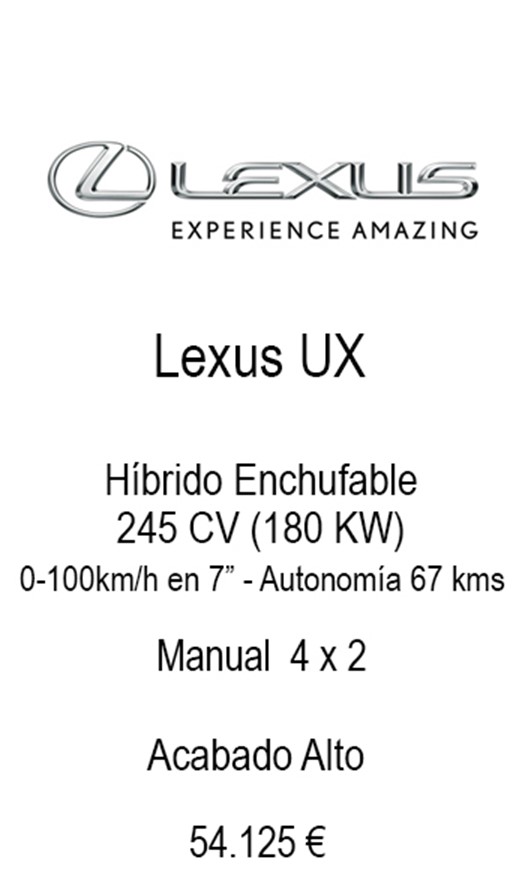 LEXUS
EXPERIENCE AMAZING
Lexus UX
Híbrido Enchufable
245 CV (180 KW)
0-100km/h en 7” - Autonomía 67 kms
Manual 4 x 2
Acabado Alto
54.125 €